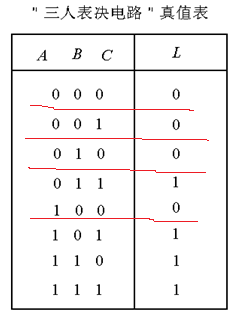 "三人表决电路"真值表
A B C L
0 0 0 0
0 0 1 0
0 1 0 0
0 1 1 1
1 0 0 0
1 0 1 1
1 1 0 1
1 1 1 1